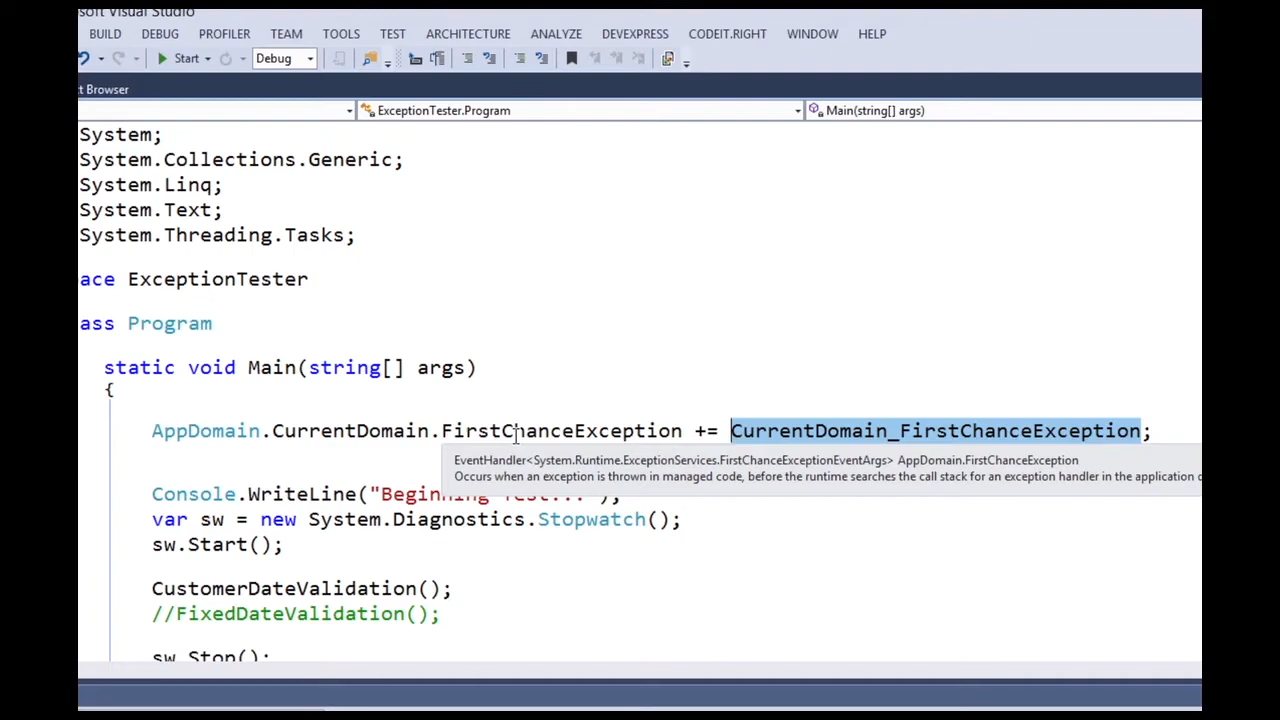 soft Visual Studio
BUILD DEBUG PROFILER TEAM TOOLS TEST ARCHITECTURE ANALYZE DEVEXPRESS CODEIT.RIGHT WINDOW HELP
Start Debug
t Browser
ExceptionTester.Program Main(string[] args)
System;
System.Collections.Generic;
System.Linq;
System.Text;
System.Threading.Tasks;
ace ExceptionTester
ass Program
static void Main(string[] args)
{
AppDomain.CurrentDomain.FirstChanceException += CurrentDomain_FirstChanceException;
EventHandler<System.Runtime.ExceptionServices.FirstChanceExceptionEventArgs> AppDomain.FirstChanceException
Occurs when an exception is thrown in managed code, before the runtime searches the call stack for an exception handler in the application d
Console.WriteLine("Beginning Test...");
var sw = new System.Diagnostics.Stopwatch();
sw.Start();
CustomerDateValidation();
//FixedDateValidation();
sw.Stop();